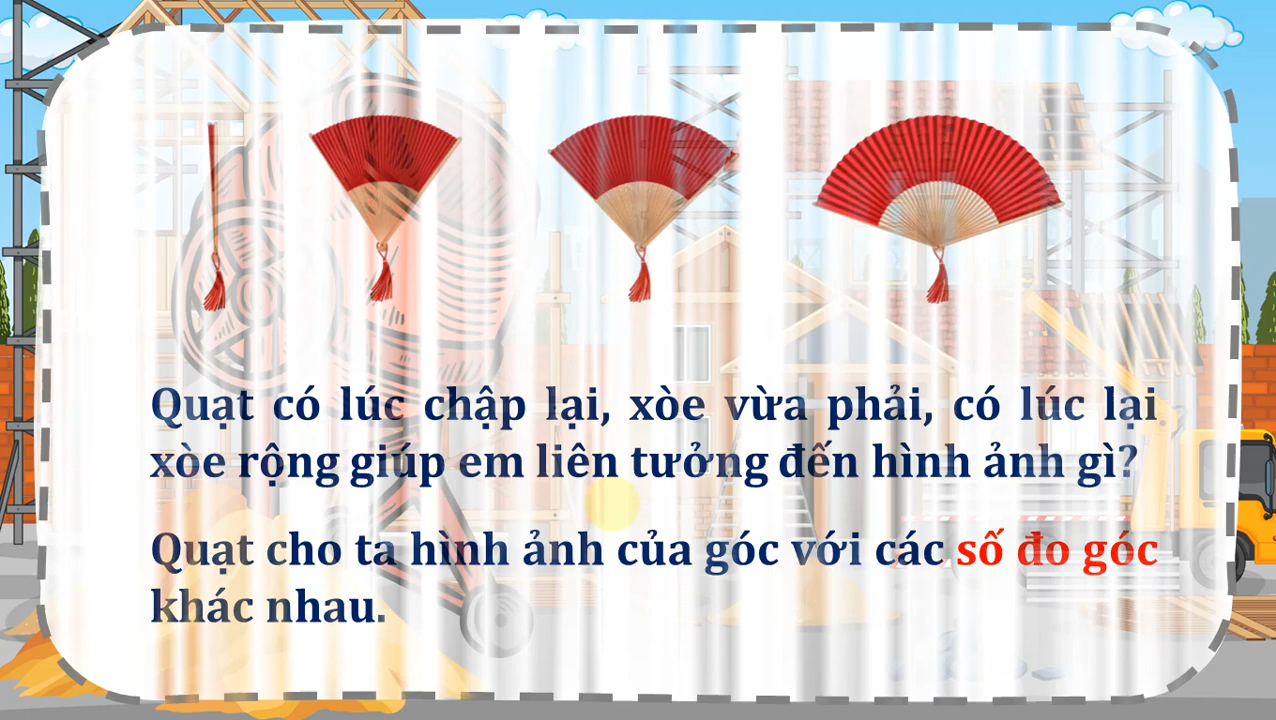 Quạt có lúc chập lại, xòe vừa phải, có lúc lại
xòe rộng giúp em liên tưởng đến hình ảnh gì?
Quạt cho ta hình ảnh của góc với các số đo góc
khác nhau.